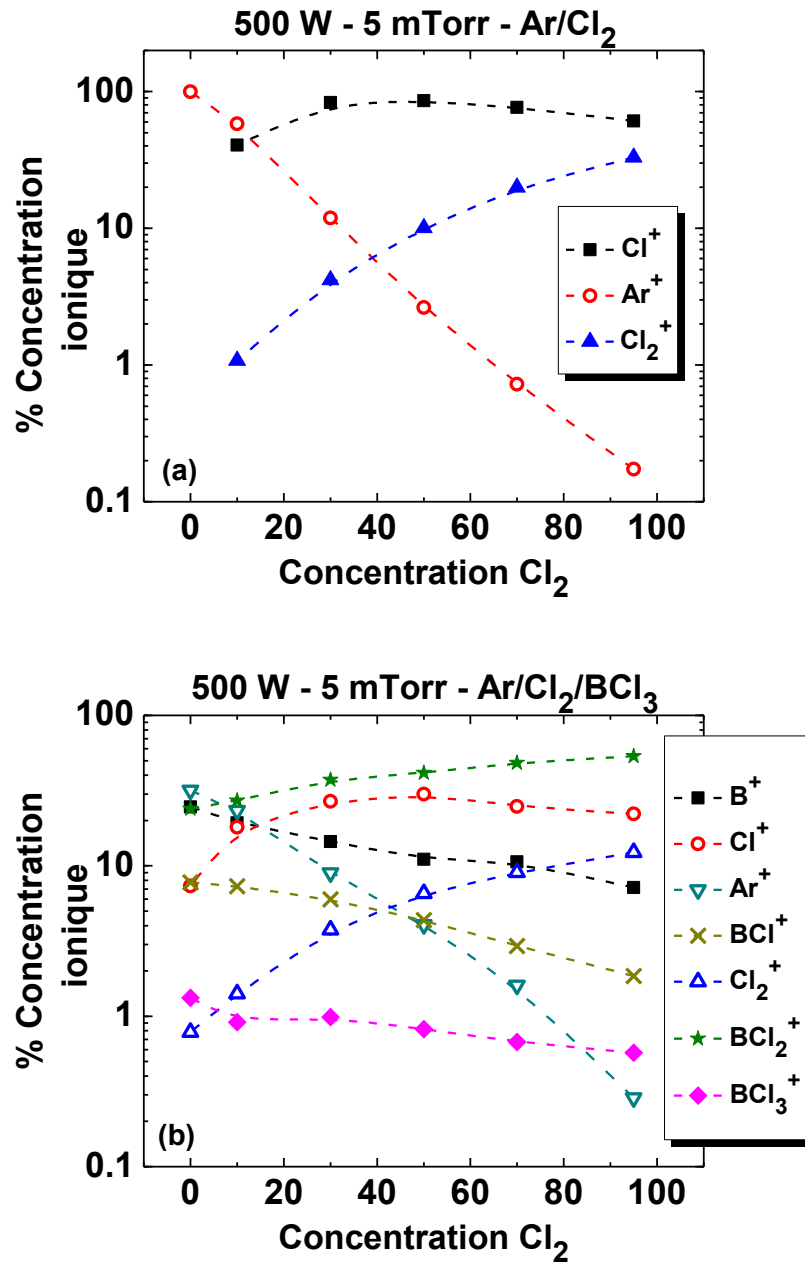 500 W - 5 mTorr - Ar/Cl₂
% Concentration
ionique
100
10
1
0.1
Cl⁺
Ar⁺
Cl₂⁺
(a)
0 20 40 60 80 100
Concentration Cl₂
500 W - 5 mTorr - Ar/Cl₂/BCl₃
% Concentration
ionique
100
10
1
0.1
B⁺
Cl⁺
Ar⁺
BCl⁺
Cl₂⁺
BCl₂⁺
BCl₃⁺
(b)
0 20 40 60 80 100
Concentration Cl₂